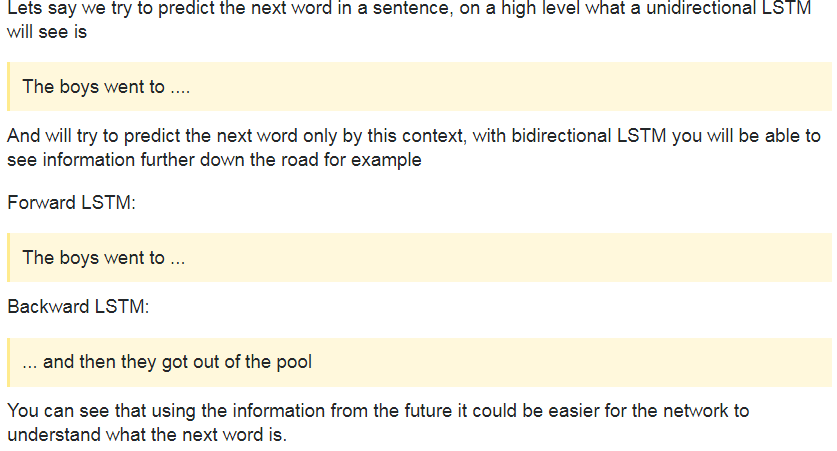 Lets say we try to predict the next word in a sentence, on a high level what a unidirectional LSTM
will see is
The boys went to ....
And will try to predict the next word only by this context, with bidirectional LSTM you will be able to
see information further down the road for example
Forward LSTM:
The boys went to ...
Backward LSTM:
... and then they got out of the pool
You can see that using the information from the future it could be easier for the network to
understand what the next word is.